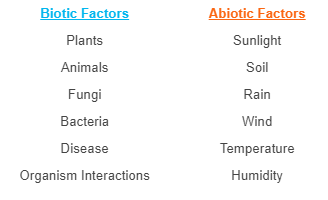 Biotic Factors Abiotic Factors
Plants Sunlight
Animals Soil
Fungi Rain
Bacteria Wind
Disease Temperature
Organism Interactions Humidity